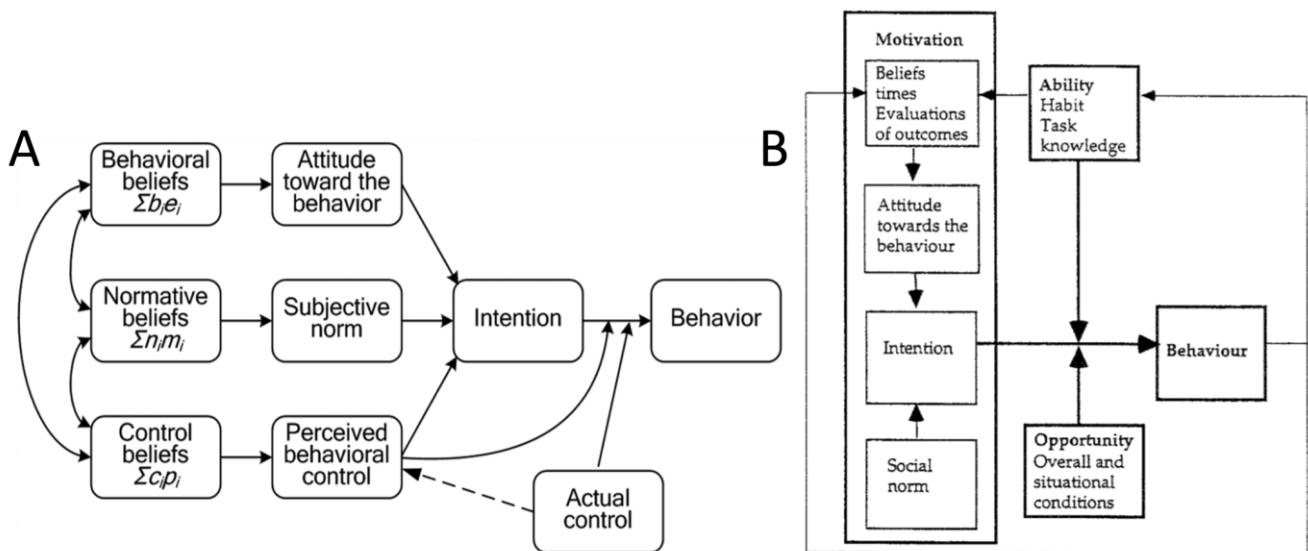 A
Behavioral
beliefs
Σbᵢeᵢ
Attitude
toward the
behavior
Normative
beliefs
Σnᵢmᵢ
Subjective
norm
Intention
Behavior
Control
beliefs
Σcᵢpᵢ
Perceived
behavioral
control
Actual
control
B
Motivation
Beliefs
times
Evaluations
of outcomes
Ability
Habit
Task
knowledge
Attitude
towards the
behaviour
Intention
Behaviour
Social
norm
Opportunity
Overall and
situational
conditions